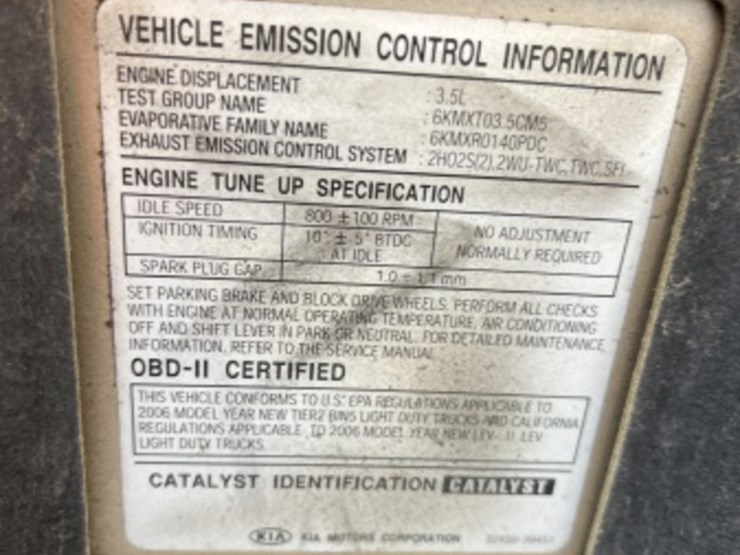 VEHICLE EMISSION CONTROL INFORMATION
ENGINE DISPLACEMENT : 3.5L
TEST GROUP NAME : 6KMXT03.5CM5
EVAPORATIVE FAMILY NAME : 6KMXR0140PDC
EXHAUST EMISSION CONTROL SYSTEM : 2HO2S(2),2WU-TWC,TWC,SFI
ENGINE TUNE UP SPECIFICATION
IDLE SPEED 800 ± 100 RPM
IGNITION TIMING 10° ± 5° BTDC AT IDLE
NO ADJUSTMENT
NORMALLY REQUIRED
SPARK PLUG GAP 1.0 - 1.1 mm
SET PARKING BRAKE AND BLOCK DRIVE WHEELS. PERFORM ALL CHECKS
WITH ENGINE AT NORMAL OPERATING TEMPERATURE, AIR CONDITIONING
OFF AND SHIFT LEVER IN PARK OR NEUTRAL. FOR DETAILED MAINTENANCE
INFORMATION, REFER TO THE SERVICE MANUAL
OBD-II CERTIFIED
THIS VEHICLE CONFORMS TO U.S. EPA REGULATIONS APPLICABLE TO
2006 MODEL YEAR NEW TIER2 BIN5 LIGHT DUTY TRUCKS AND CALIFORNIA
REGULATIONS APPLICABLE TO 2006 MODEL YEAR NEW LEV-II LEV
LIGHT DUTY TRUCKS.
CATALYST IDENTIFICATION CATALYST
KIA KIA MOTORS CORPORATION